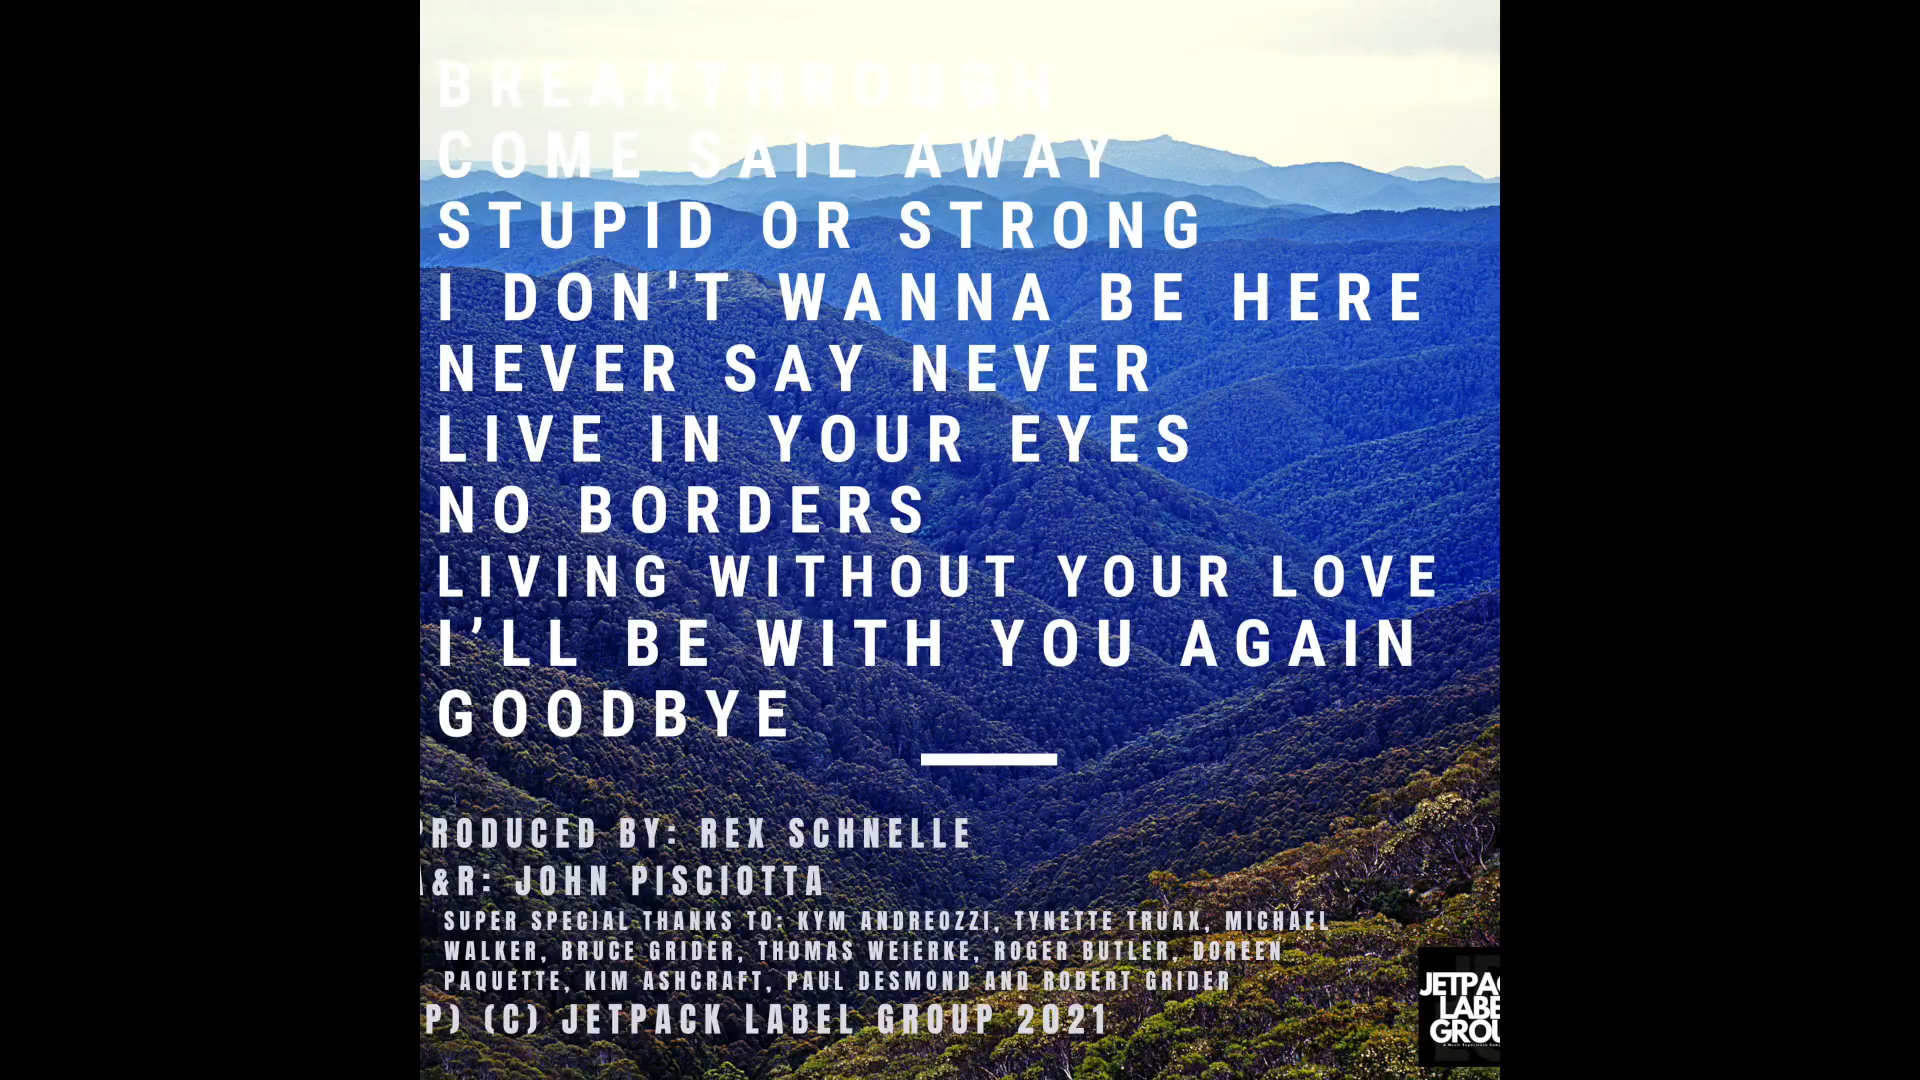 BREAKTHROUGH
COME SAIL AWAY
STUPID OR STRONG
I DON'T WANNA BE HERE
NEVER SAY NEVER
LIVE IN YOUR EYES
NO BORDERS
LIVING WITHOUT YOUR LOVE
I’LL BE WITH YOU AGAIN
GOODBYE
PRODUCED BY: REX SCHNELLE
A&R: JOHN PISCIOTTA
SUPER SPECIAL THANKS TO: KYM ANDREOZZI, TYNETTE TRUAX, MICHAEL
WALKER, BRUCE GRIDER, THOMAS WEIERKE, ROGER BUTLER, DOREEN
PAQUETTE, KIM ASHCRAFT, PAUL DESMOND AND ROBERT GRIDER
P) (C) JETPACK LABEL GROUP 2021
JETPAC
LABE
GROU